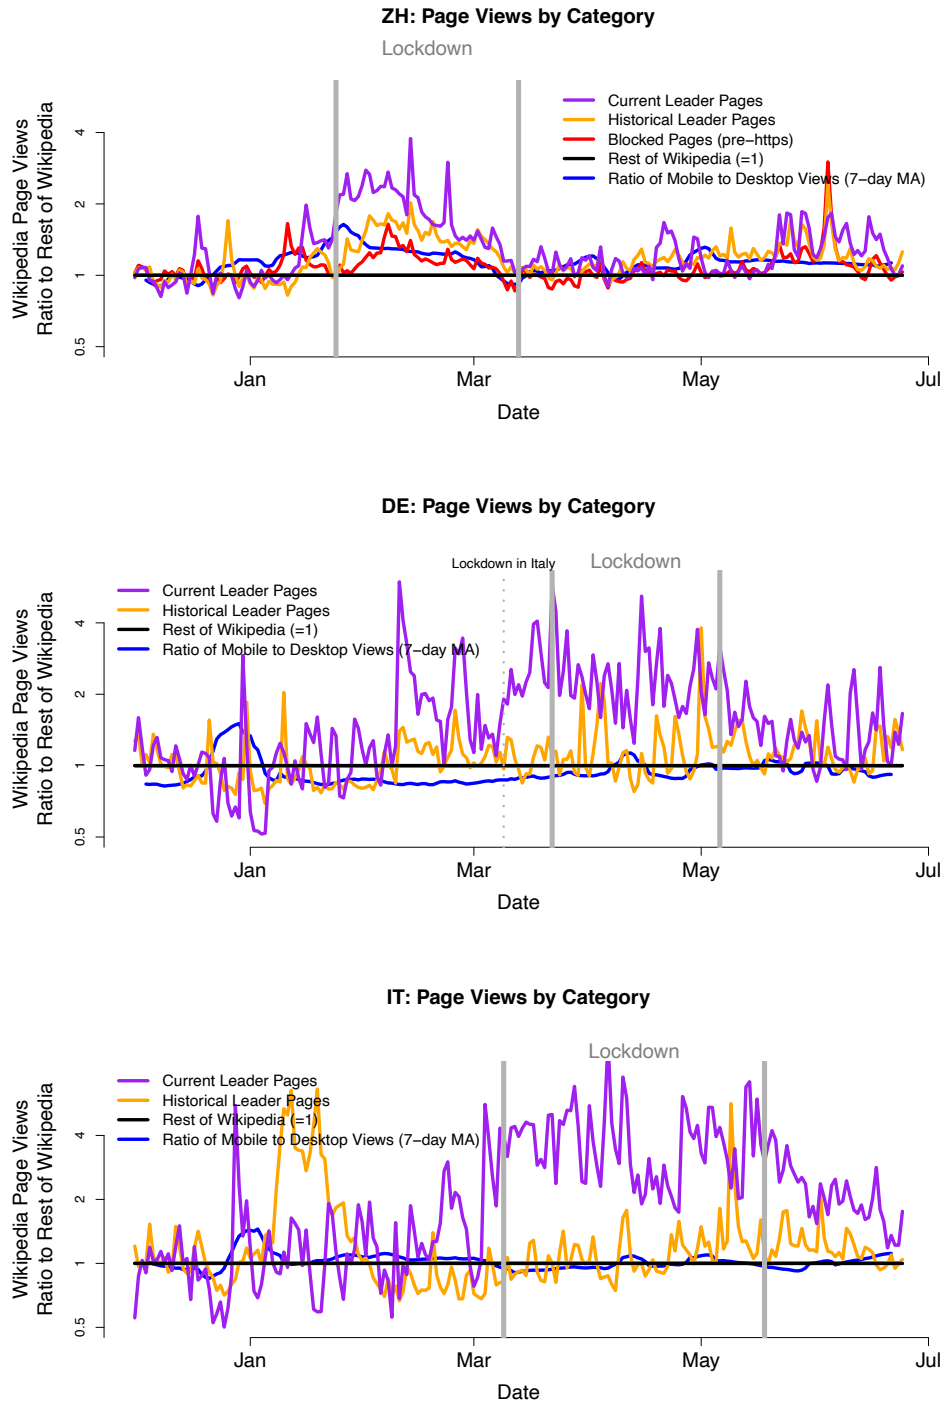 ZH: Page Views by Category
Lockdown
Current Leader Pages
Historical Leader Pages
Blocked Pages (pre−https)
Rest of Wikipedia (=1)
Ratio of Mobile to Desktop Views (7−day MA)
Wikipedia Page Views
Ratio to Rest of Wikipedia
4
2
1
0.5
Jan Mar May Jul
Date
DE: Page Views by Category
Lockdown in Italy
Lockdown
Current Leader Pages
Historical Leader Pages
Rest of Wikipedia (=1)
Ratio of Mobile to Desktop Views (7−day MA)
Wikipedia Page Views
Ratio to Rest of Wikipedia
4
2
1
0.5
Jan Mar May Jul
Date
IT: Page Views by Category
Lockdown
Current Leader Pages
Historical Leader Pages
Rest of Wikipedia (=1)
Ratio of Mobile to Desktop Views (7−day MA)
Wikipedia Page Views
Ratio to Rest of Wikipedia
4
2
1
0.5
Jan Mar May Jul
Date